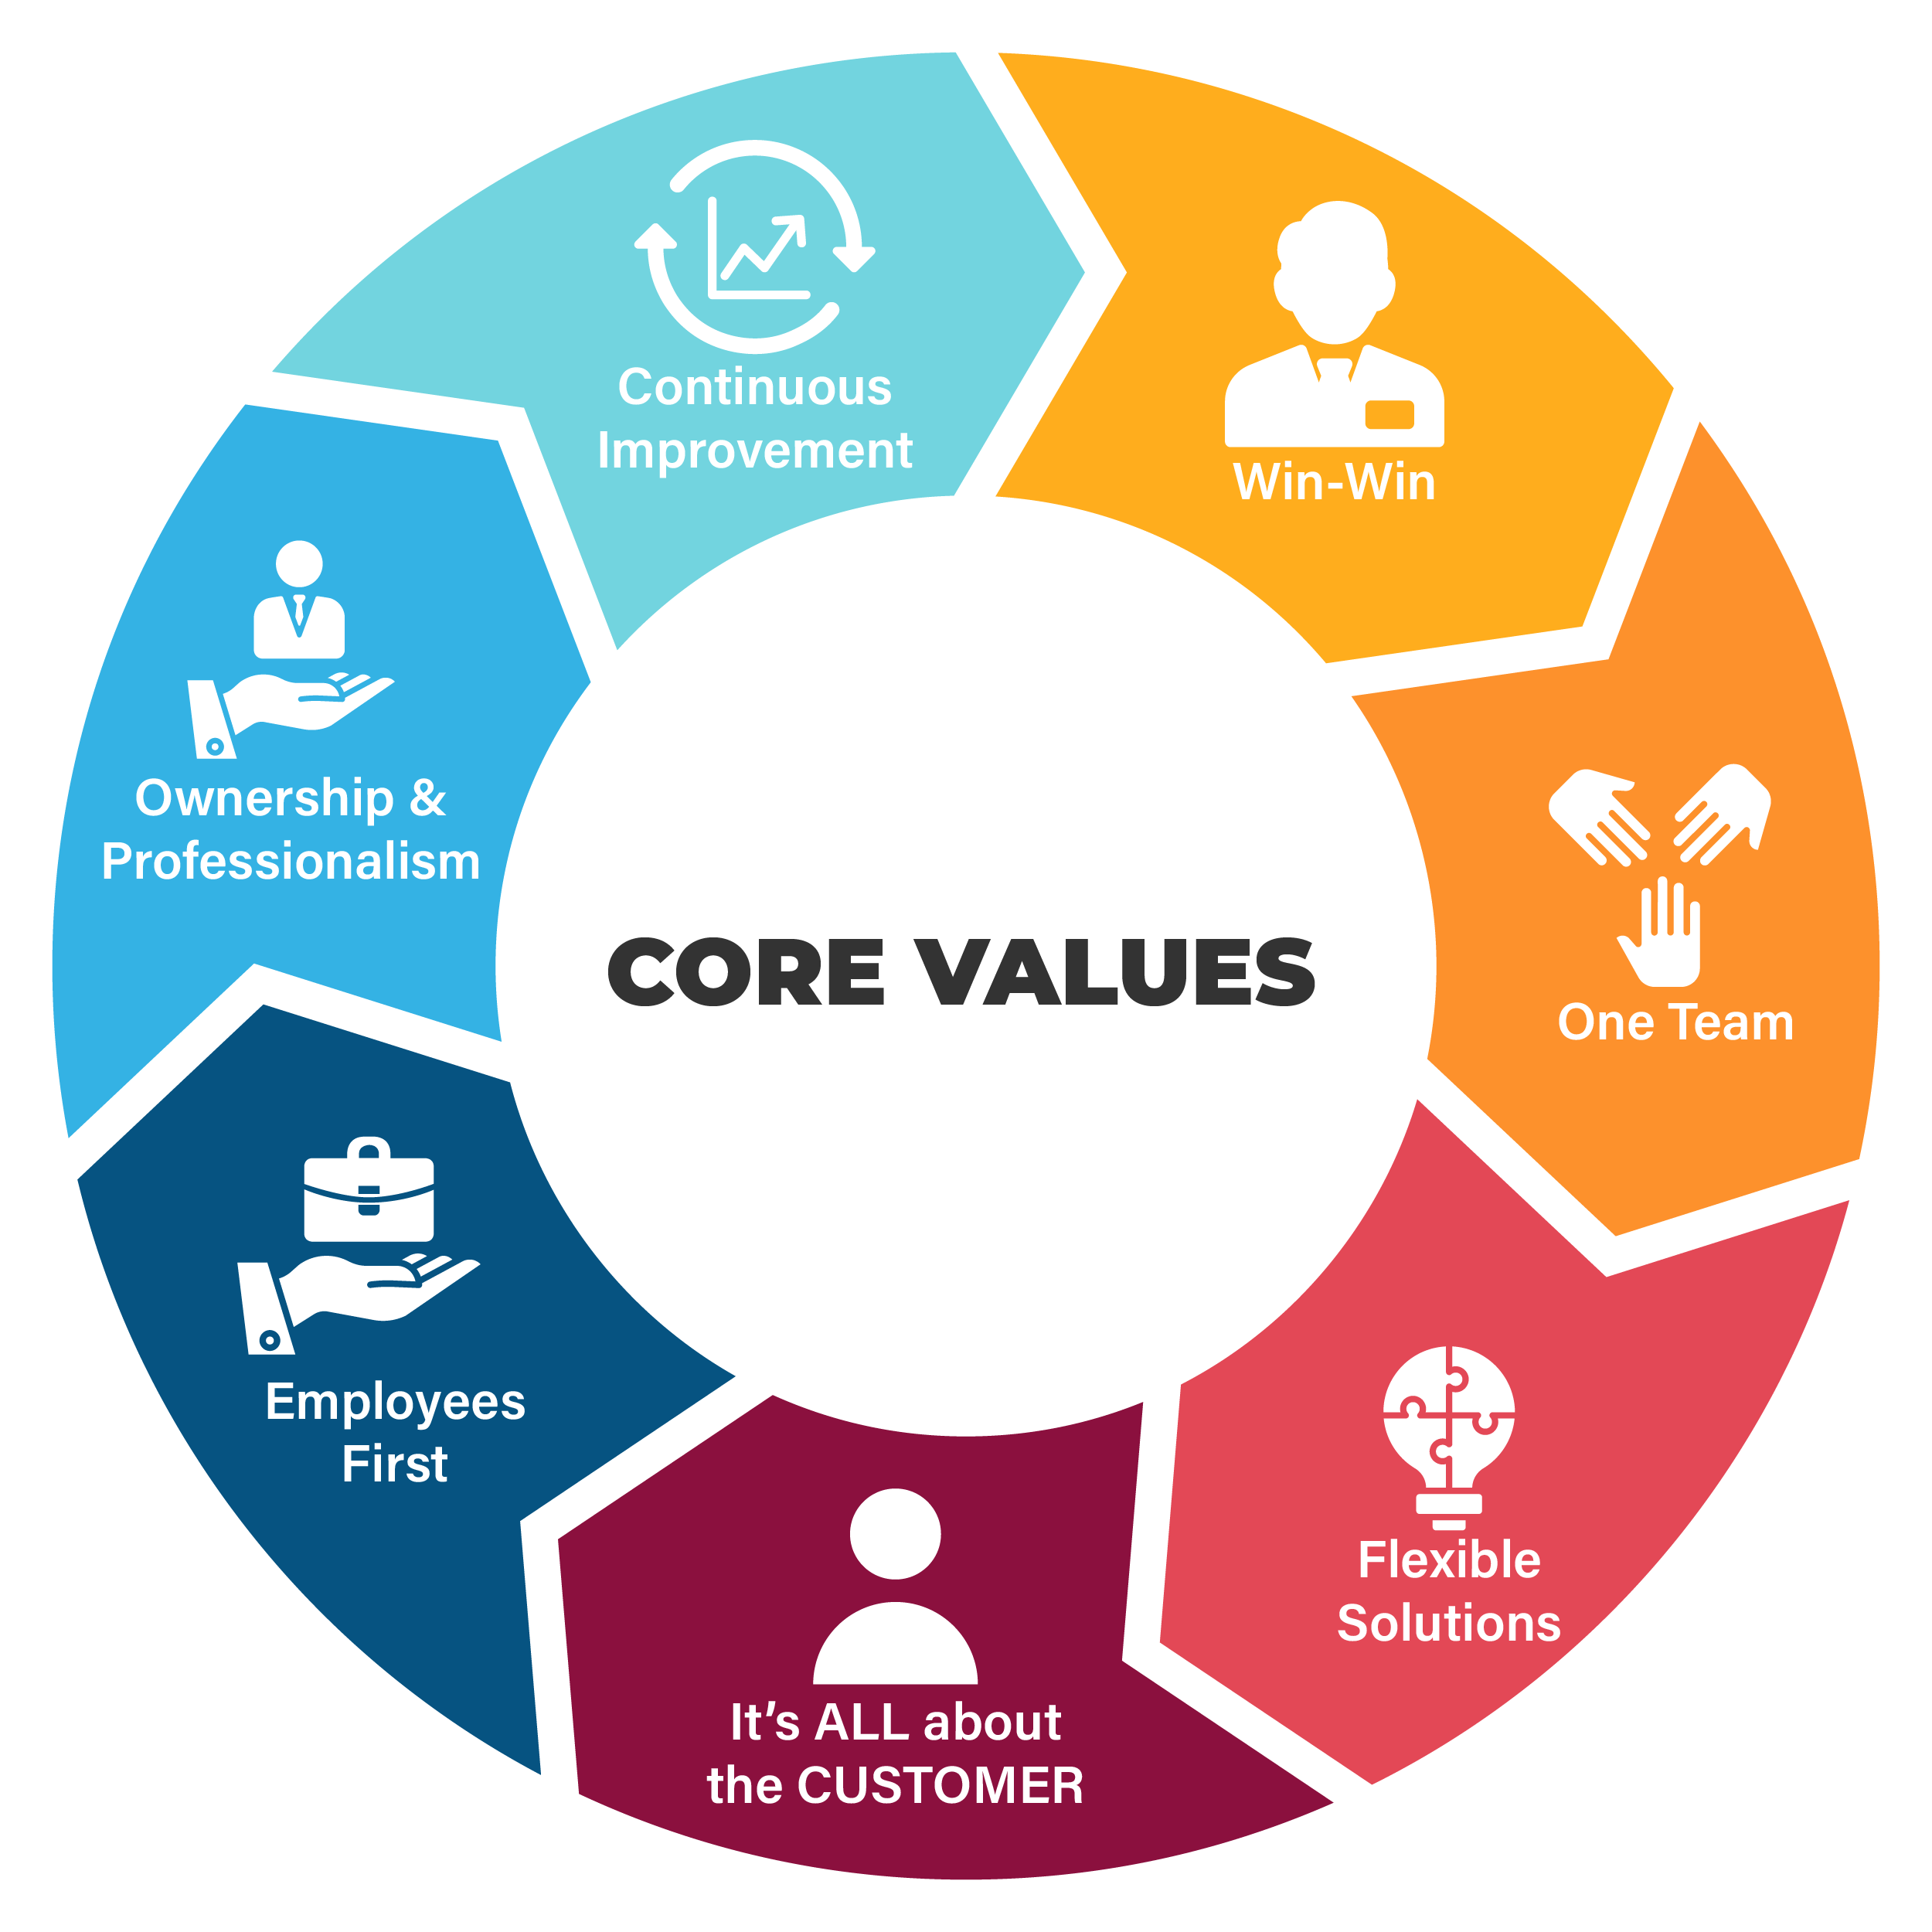 Continuous
Improvement
Win-Win
One Team
Flexible
Solutions
It’s ALL about
the CUSTOMER
Employees
First
Ownership &
Professionalism
CORE VALUES